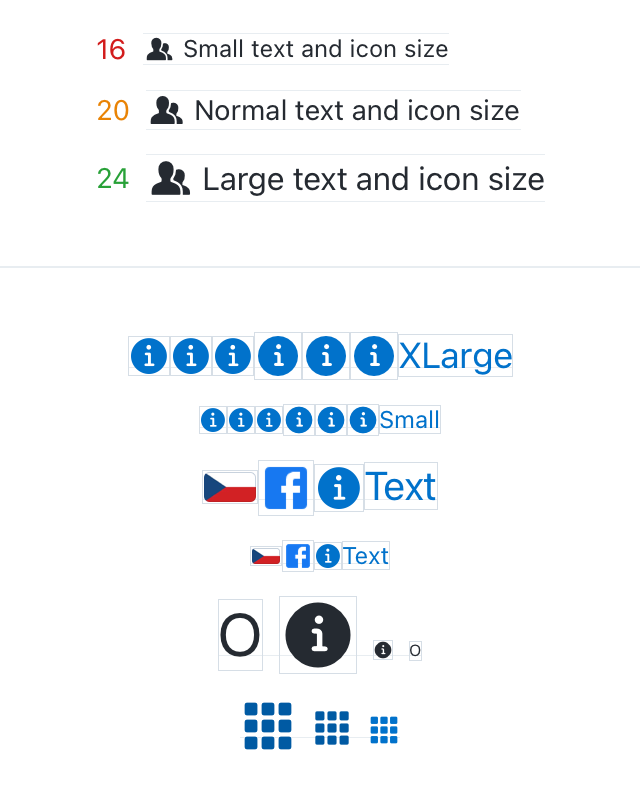 16 Small text and icon size
20 Normal text and icon size
24 Large text and icon size
XLarge
Small
Text
Text
O O